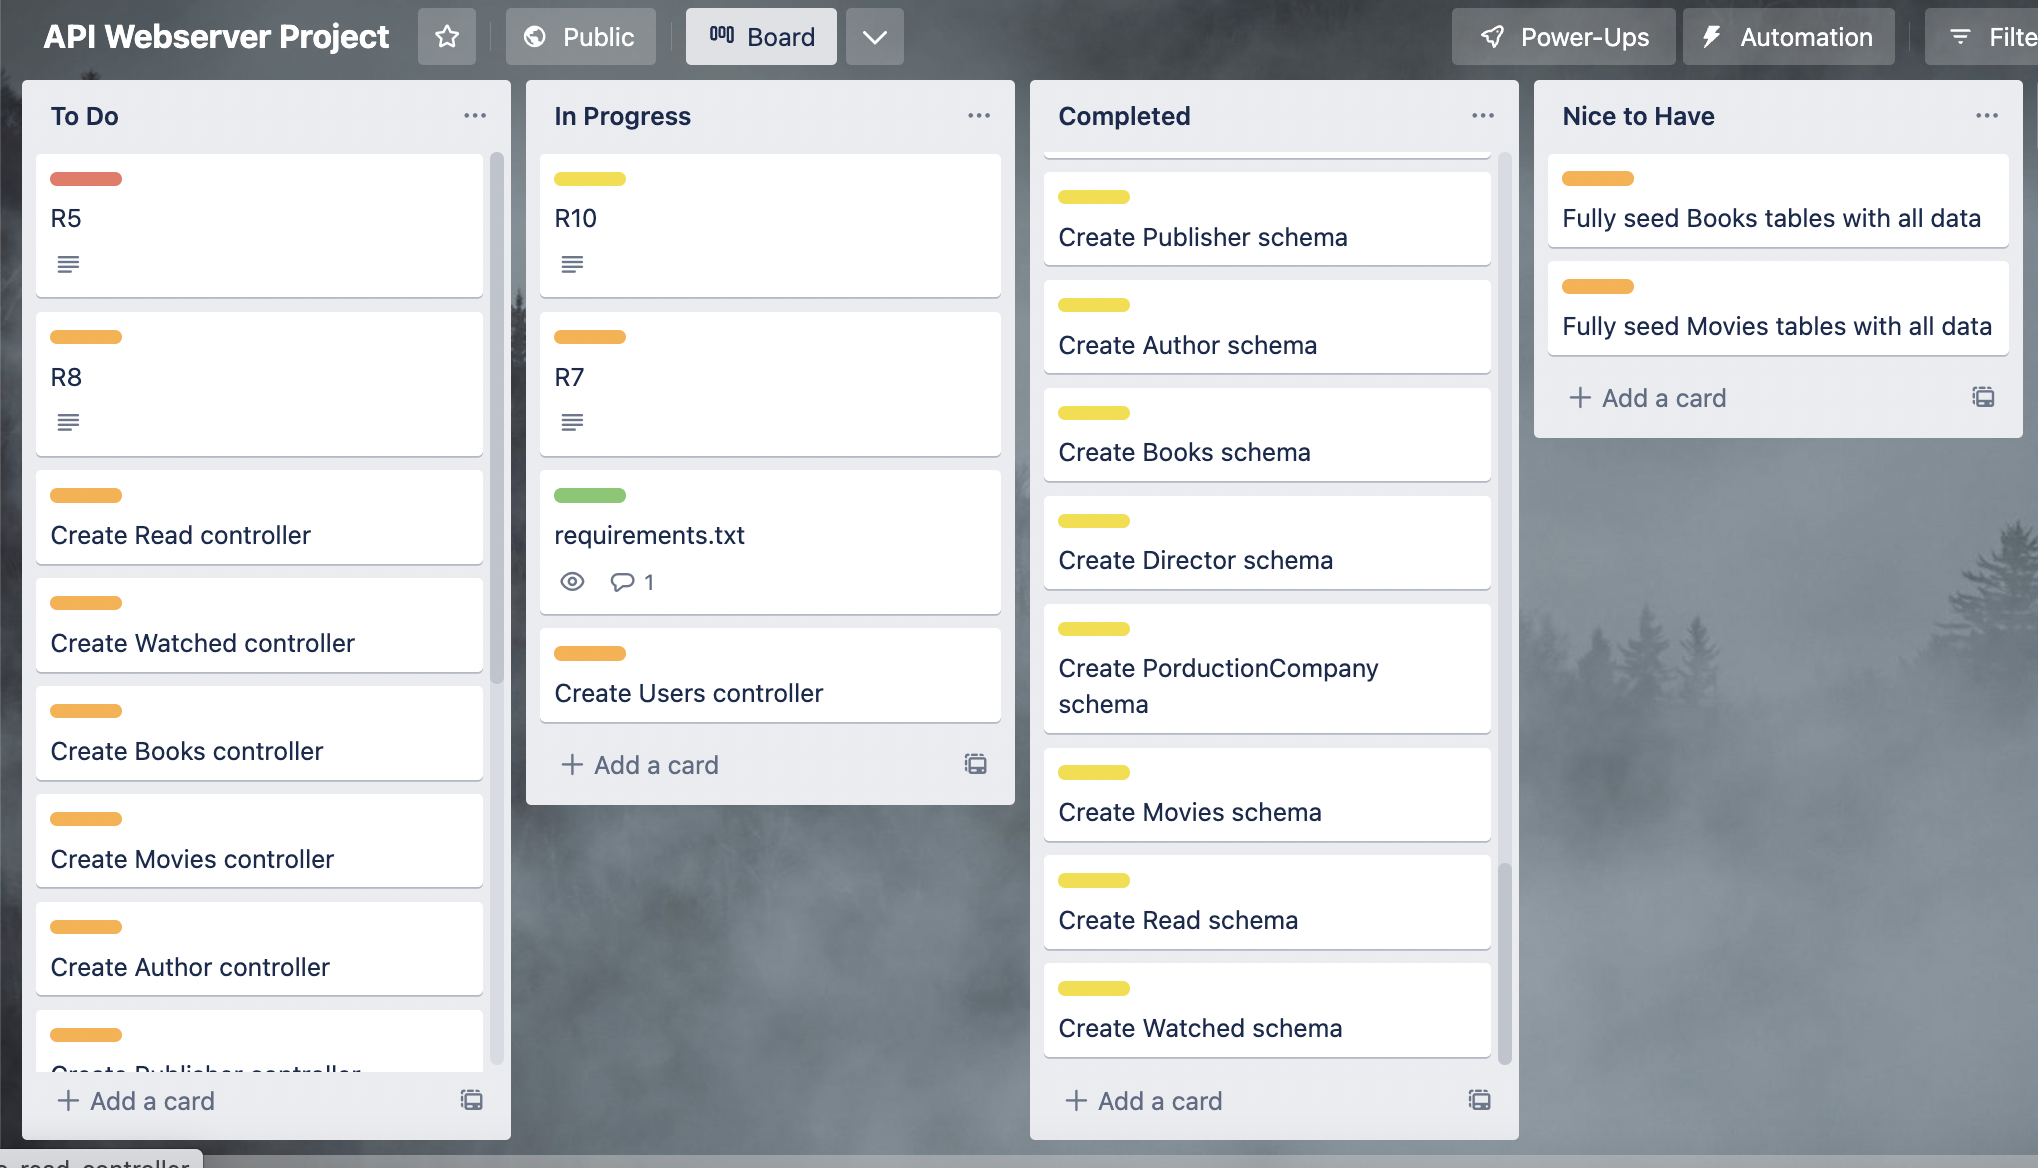 API Webserver Project
Public
Board
Power-Ups
Automation
Filte
To Do
R5
R8
Create Read controller
Create Watched controller
Create Books controller
Create Movies controller
Create Author controller
Create Publisher controller
+ Add a card
In Progress
R10
R7
requirements.txt
1
Create Users controller
+ Add a card
Completed
Create Publisher schema
Create Author schema
Create Books schema
Create Director schema
Create PorductionCompany
schema
Create Movies schema
Create Read schema
Create Watched schema
+ Add a card
Nice to Have
Fully seed Books tables with all data
Fully seed Movies tables with all data
+ Add a card
read_controller